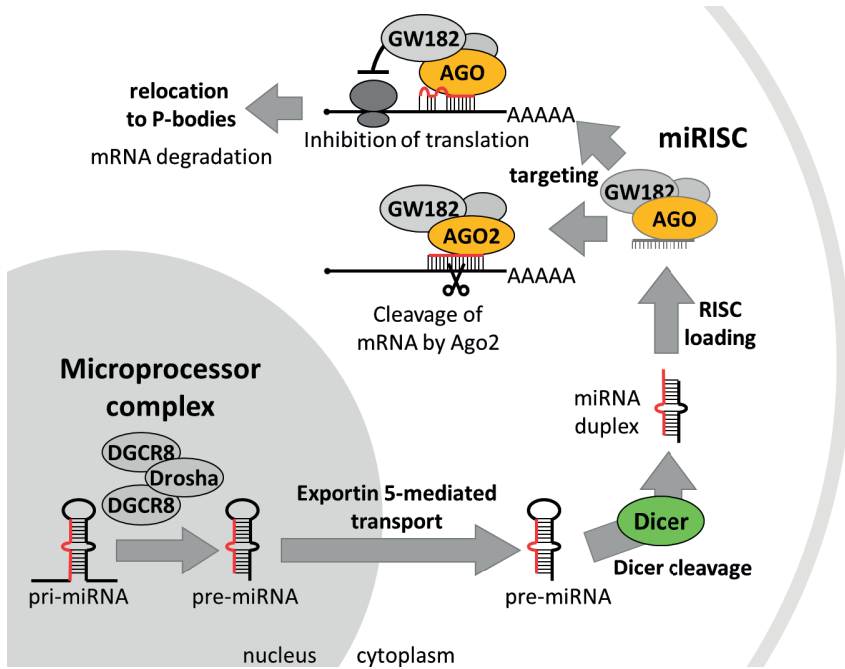 GW182
AGO
relocation
to P-bodies
mRNA degradation
AAAAA
Inhibition of translation
miRISC
targeting
GW182
AGO
GW182
AGO2
AAAAA
Cleavage of
mRNA by Ago2
RISC
loading
Microprocessor
complex
miRNA
duplex
DGCR8
Drosha
DGCR8
Exportin 5-mediated
transport
Dicer
Dicer cleavage
pri-miRNA
pre-miRNA
pre-miRNA
nucleus
cytoplasm